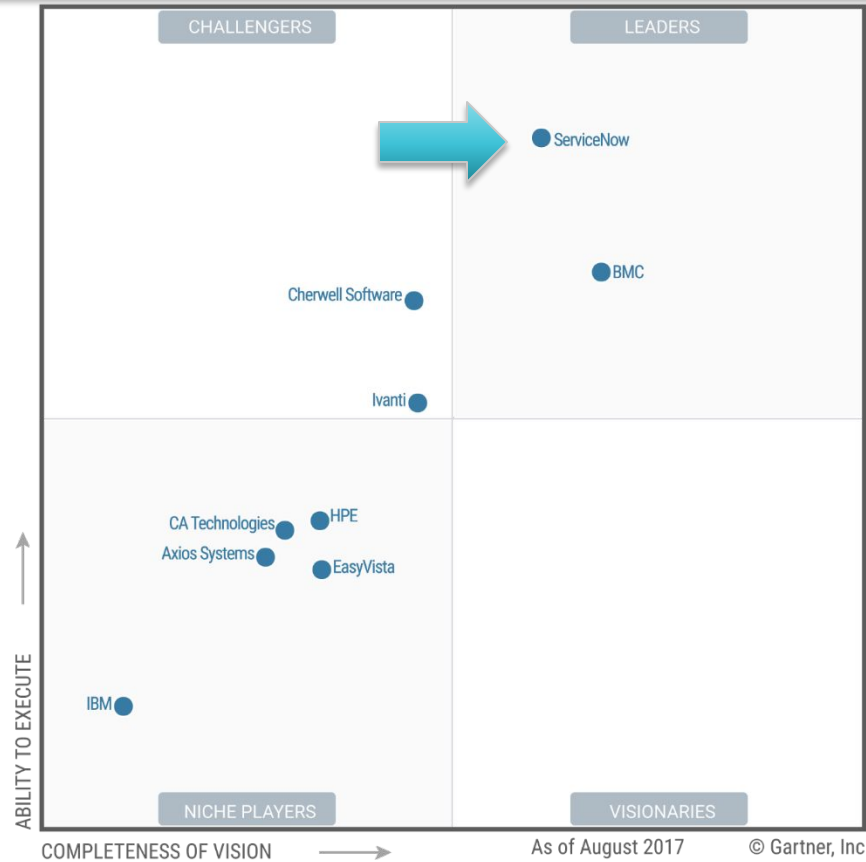 CHALLENGERS
LEADERS
ServiceNow
BMC
Cherwell Software
Ivanti
CA Technologies
HPE
Axios Systems
EasyVista
IBM
NICHE PLAYERS
VISIONARIES
ABILITY TO EXECUTE
COMPLETENESS OF VISION
As of August 2017
© Gartner, Inc